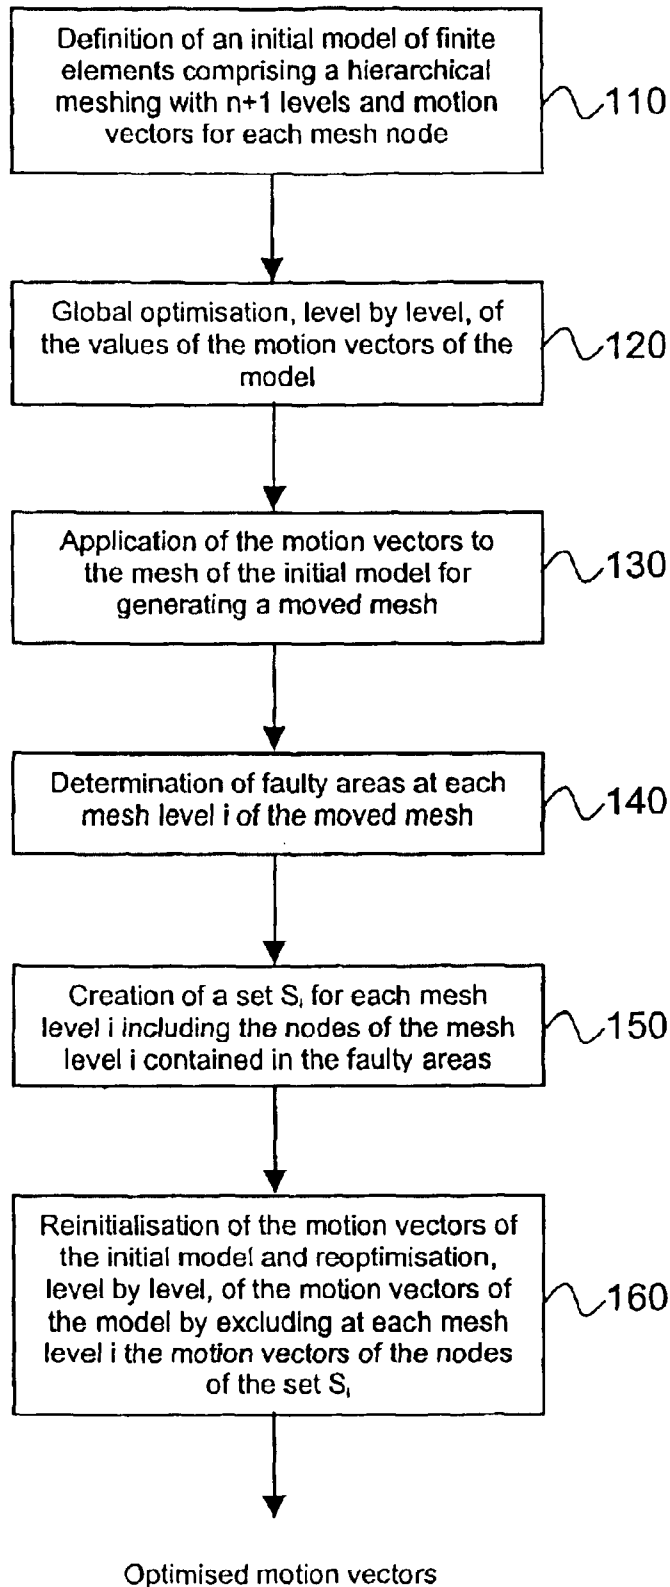 Definition of an initial model of finite
elements comprising a hierarchical
meshing with n+1 levels and motion
vectors for each mesh node
110
Global optimisation, level by level, of
the values of the motion vectors of the
model
120
Application of the motion vectors to
the mesh of the initial model for
generating a moved mesh
130
Determination of faulty areas at each
mesh level i of the moved mesh
140
Creation of a set Si for each mesh
level i including the nodes of the mesh
level i contained in the faulty areas
150
Reinitialisation of the motion vectors of
the initial model and reoptimisation,
level by level, of the motion vectors of
the model by excluding at each mesh
level i the motion vectors of the nodes
of the set Si
160
Optimised motion vectors